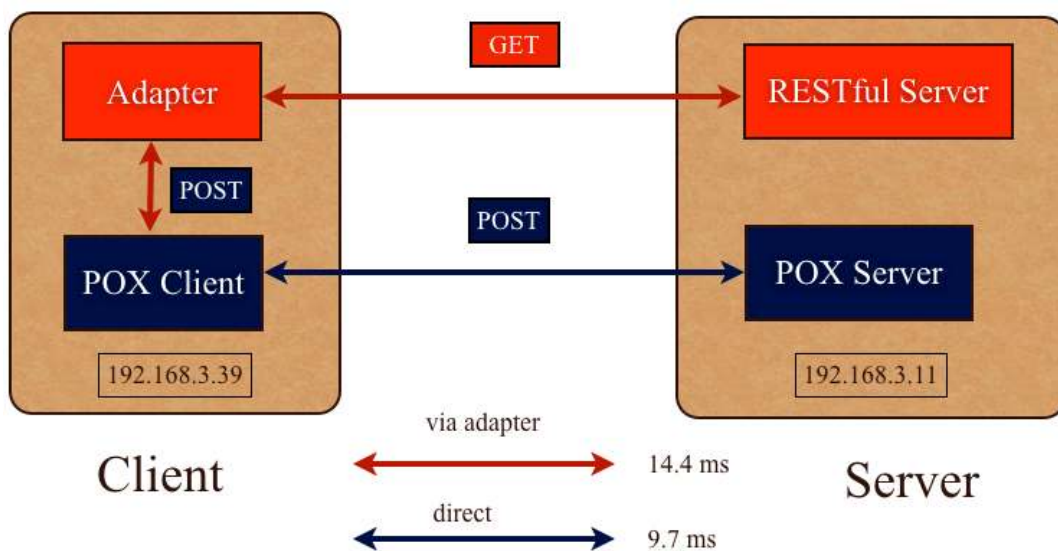 GET
Adapter
RESTful Server
POST
POST
POX Client
POX Server
192.168.3.39
192.168.3.11
via adapter
Client
14.4 ms
Server
direct
9.7 ms